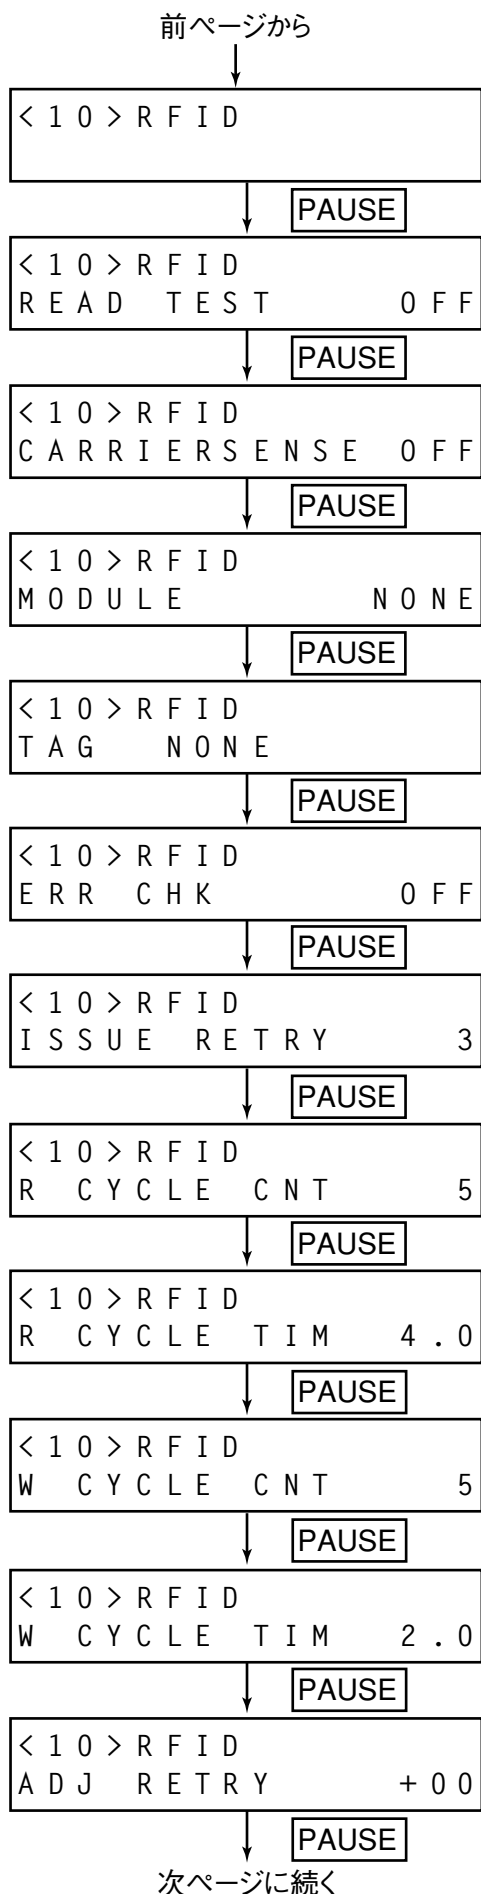 前ページから
<10>RFID
PAUSE
<10>RFID
READ TEST OFF
PAUSE
<10>RFID
CARRIERSENSE OFF
PAUSE
<10>RFID
MODULE NONE
PAUSE
<10>RFID
TAG NONE
PAUSE
<10>RFID
ERR CHK OFF
PAUSE
<10>RFID
ISSUE RETRY 3
PAUSE
<10>RFID
R CYCLE CNT 5
PAUSE
<10>RFID
R CYCLE TIM 4.0
PAUSE
<10>RFID
W CYCLE CNT 5
PAUSE
<10>RFID
W CYCLE TIM 2.0
PAUSE
<10>RFID
ADJ RETRY +00
PAUSE
次ページに続く